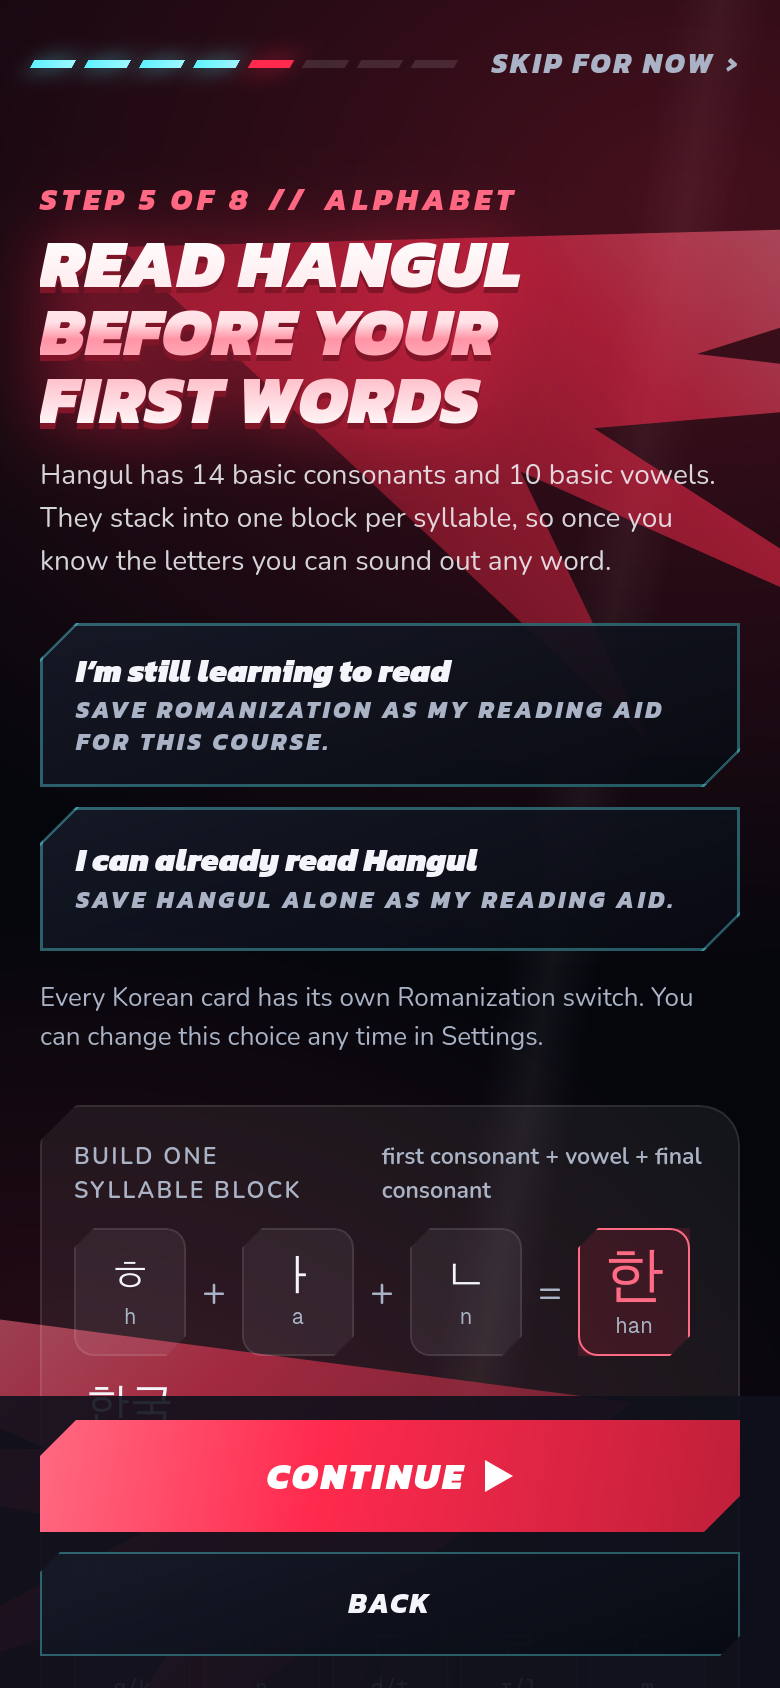 SKIP FOR NOW ›
STEP 5 OF 8 // ALPHABET
READ HANGUL
BEFORE YOUR
FIRST WORDS
Hangul has 14 basic consonants and 10 basic vowels.
They stack into one block per syllable, so once you
know the letters you can sound out any word.
I’m still learning to read
SAVE ROMANIZATION AS MY READING AID
FOR THIS COURSE.
I can already read Hangul
SAVE HANGUL ALONE AS MY READING AID.
Every Korean card has its own Romanization switch. You
can change this choice any time in Settings.
BUILD ONE
SYLLABLE BLOCK
first consonant + vowel + final
consonant
ㅎ + ㅏ + ㄴ = 한
h a n han
한국
CONTINUE ▶
BACK
g/k n d/t r/l m